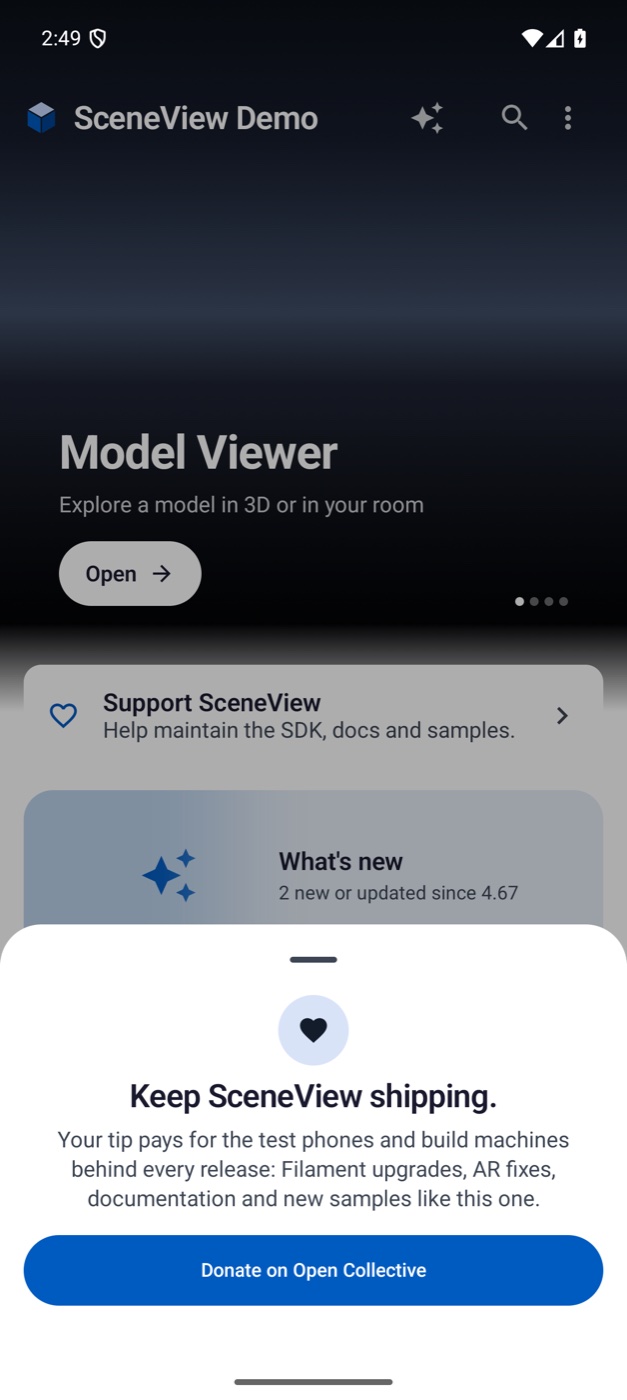 2:49
SceneView Demo
Model Viewer
Explore a model in 3D or in your room
Open
Support SceneView
Help maintain the SDK, docs and samples.
What's new
2 new or updated since 4.67
Keep SceneView shipping.
Your tip pays for the test phones and build machines
behind every release: Filament upgrades, AR fixes,
documentation and new samples like this one.
Donate on Open Collective